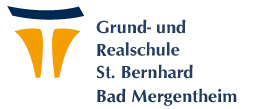 Grund- und
Realschule
St. Bernhard
Bad Mergentheim